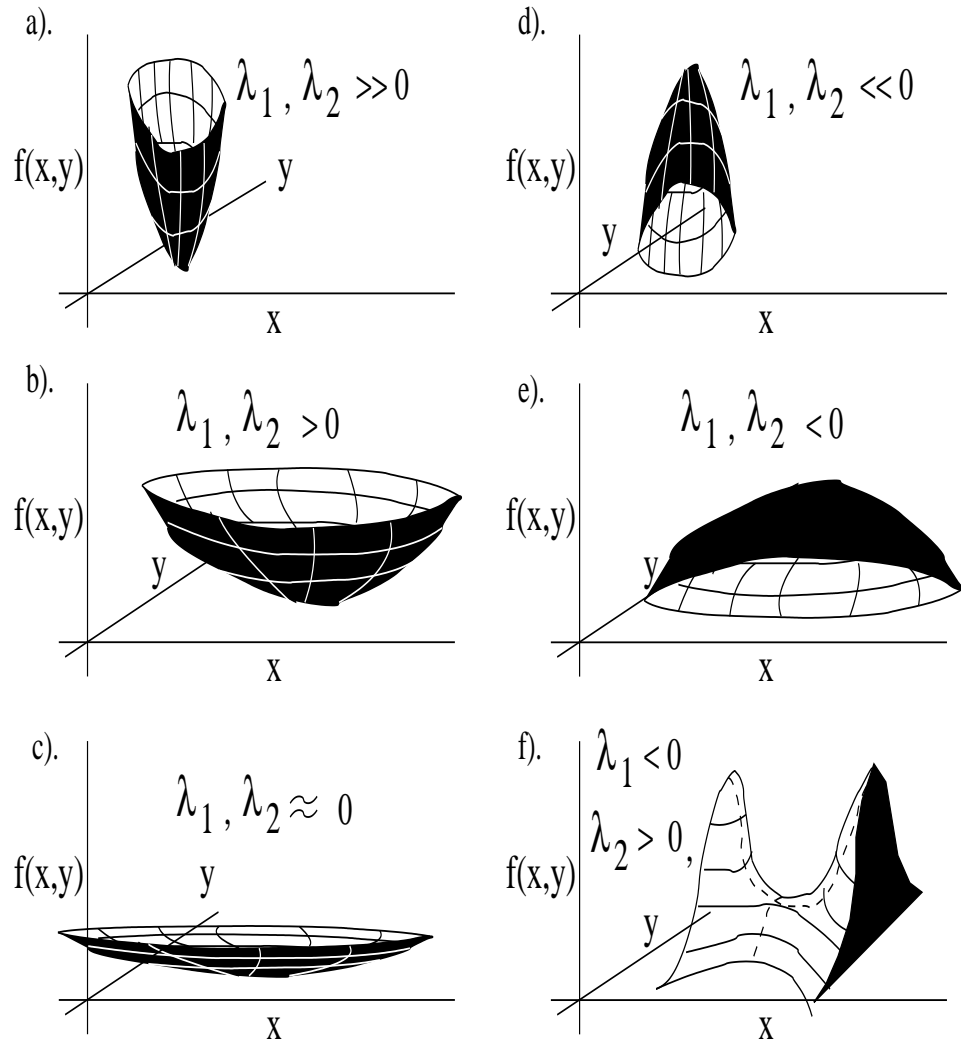 a).
λ1 , λ2 >> 0
f(x,y)
y
x
b).
λ1 , λ2 > 0
f(x,y)
y
x
c).
λ1 , λ2 ≈ 0
f(x,y)
y
x
d).
λ1 , λ2 << 0
f(x,y)
y
x
e).
λ1 , λ2 < 0
f(x,y)
y
x
f).
λ1 < 0
λ2 > 0,
f(x,y)
y
x